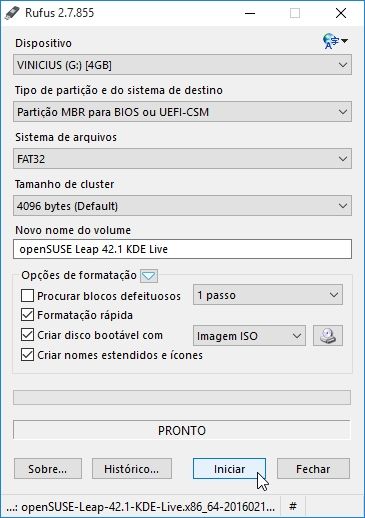 Rufus 2.7.855
Dispositivo
VINICIUS (G:) [4GB]
Tipo de partição e do sistema de destino
Partição MBR para BIOS ou UEFI-CSM
Sistema de arquivos
FAT32
Tamanho de cluster
4096 bytes (Default)
Novo nome do volume
openSUSE Leap 42.1 KDE Live
Opções de formatação
Procurar blocos defeituosos 1 passo
Formatação rápida
Criar disco bootável com Imagem ISO
Criar nomes estendidos e ícones
PRONTO
Sobre... Histórico... Iniciar Fechar
...: openSUSE-Leap-42.1-KDE-Live.x86_64-2016021... #